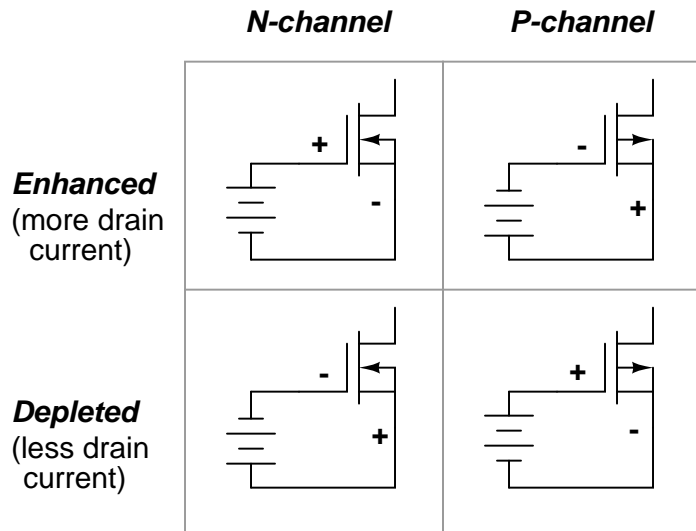 N-channel P-channel
+ -
Enhanced
(more drain
current)
- +
- +
Depleted
(less drain
current)
+ -